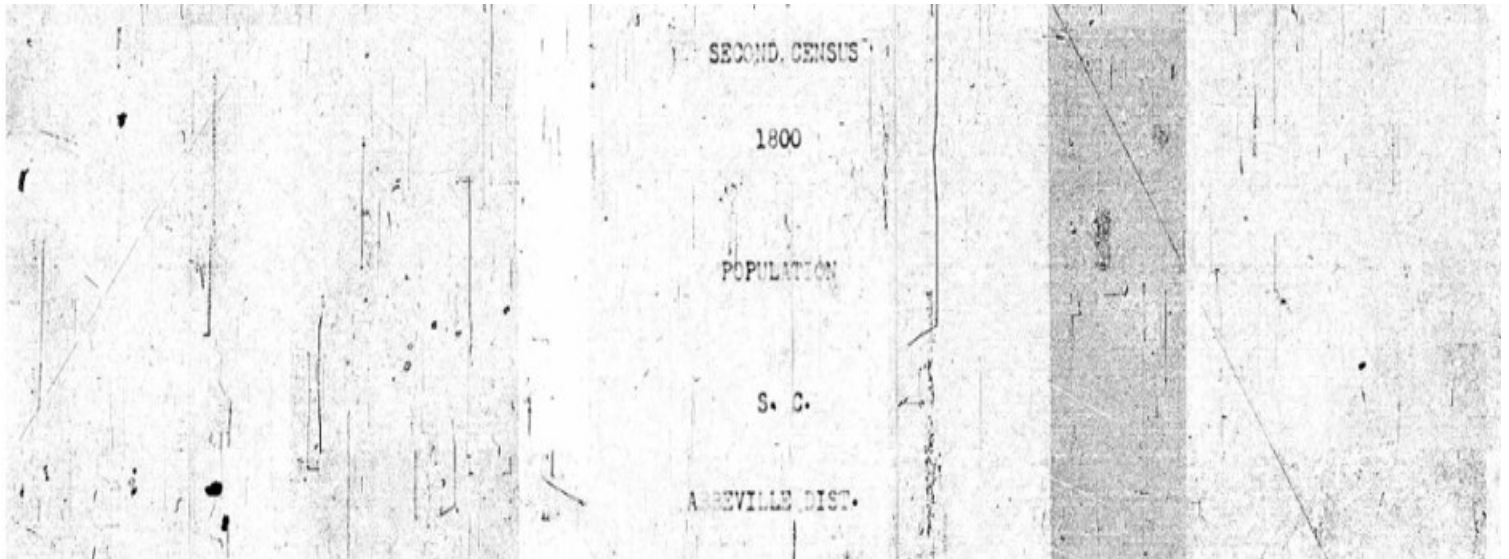 SECOND CENSUS
1800
POPULATION
S. C.
ABBEVILLE DIST.